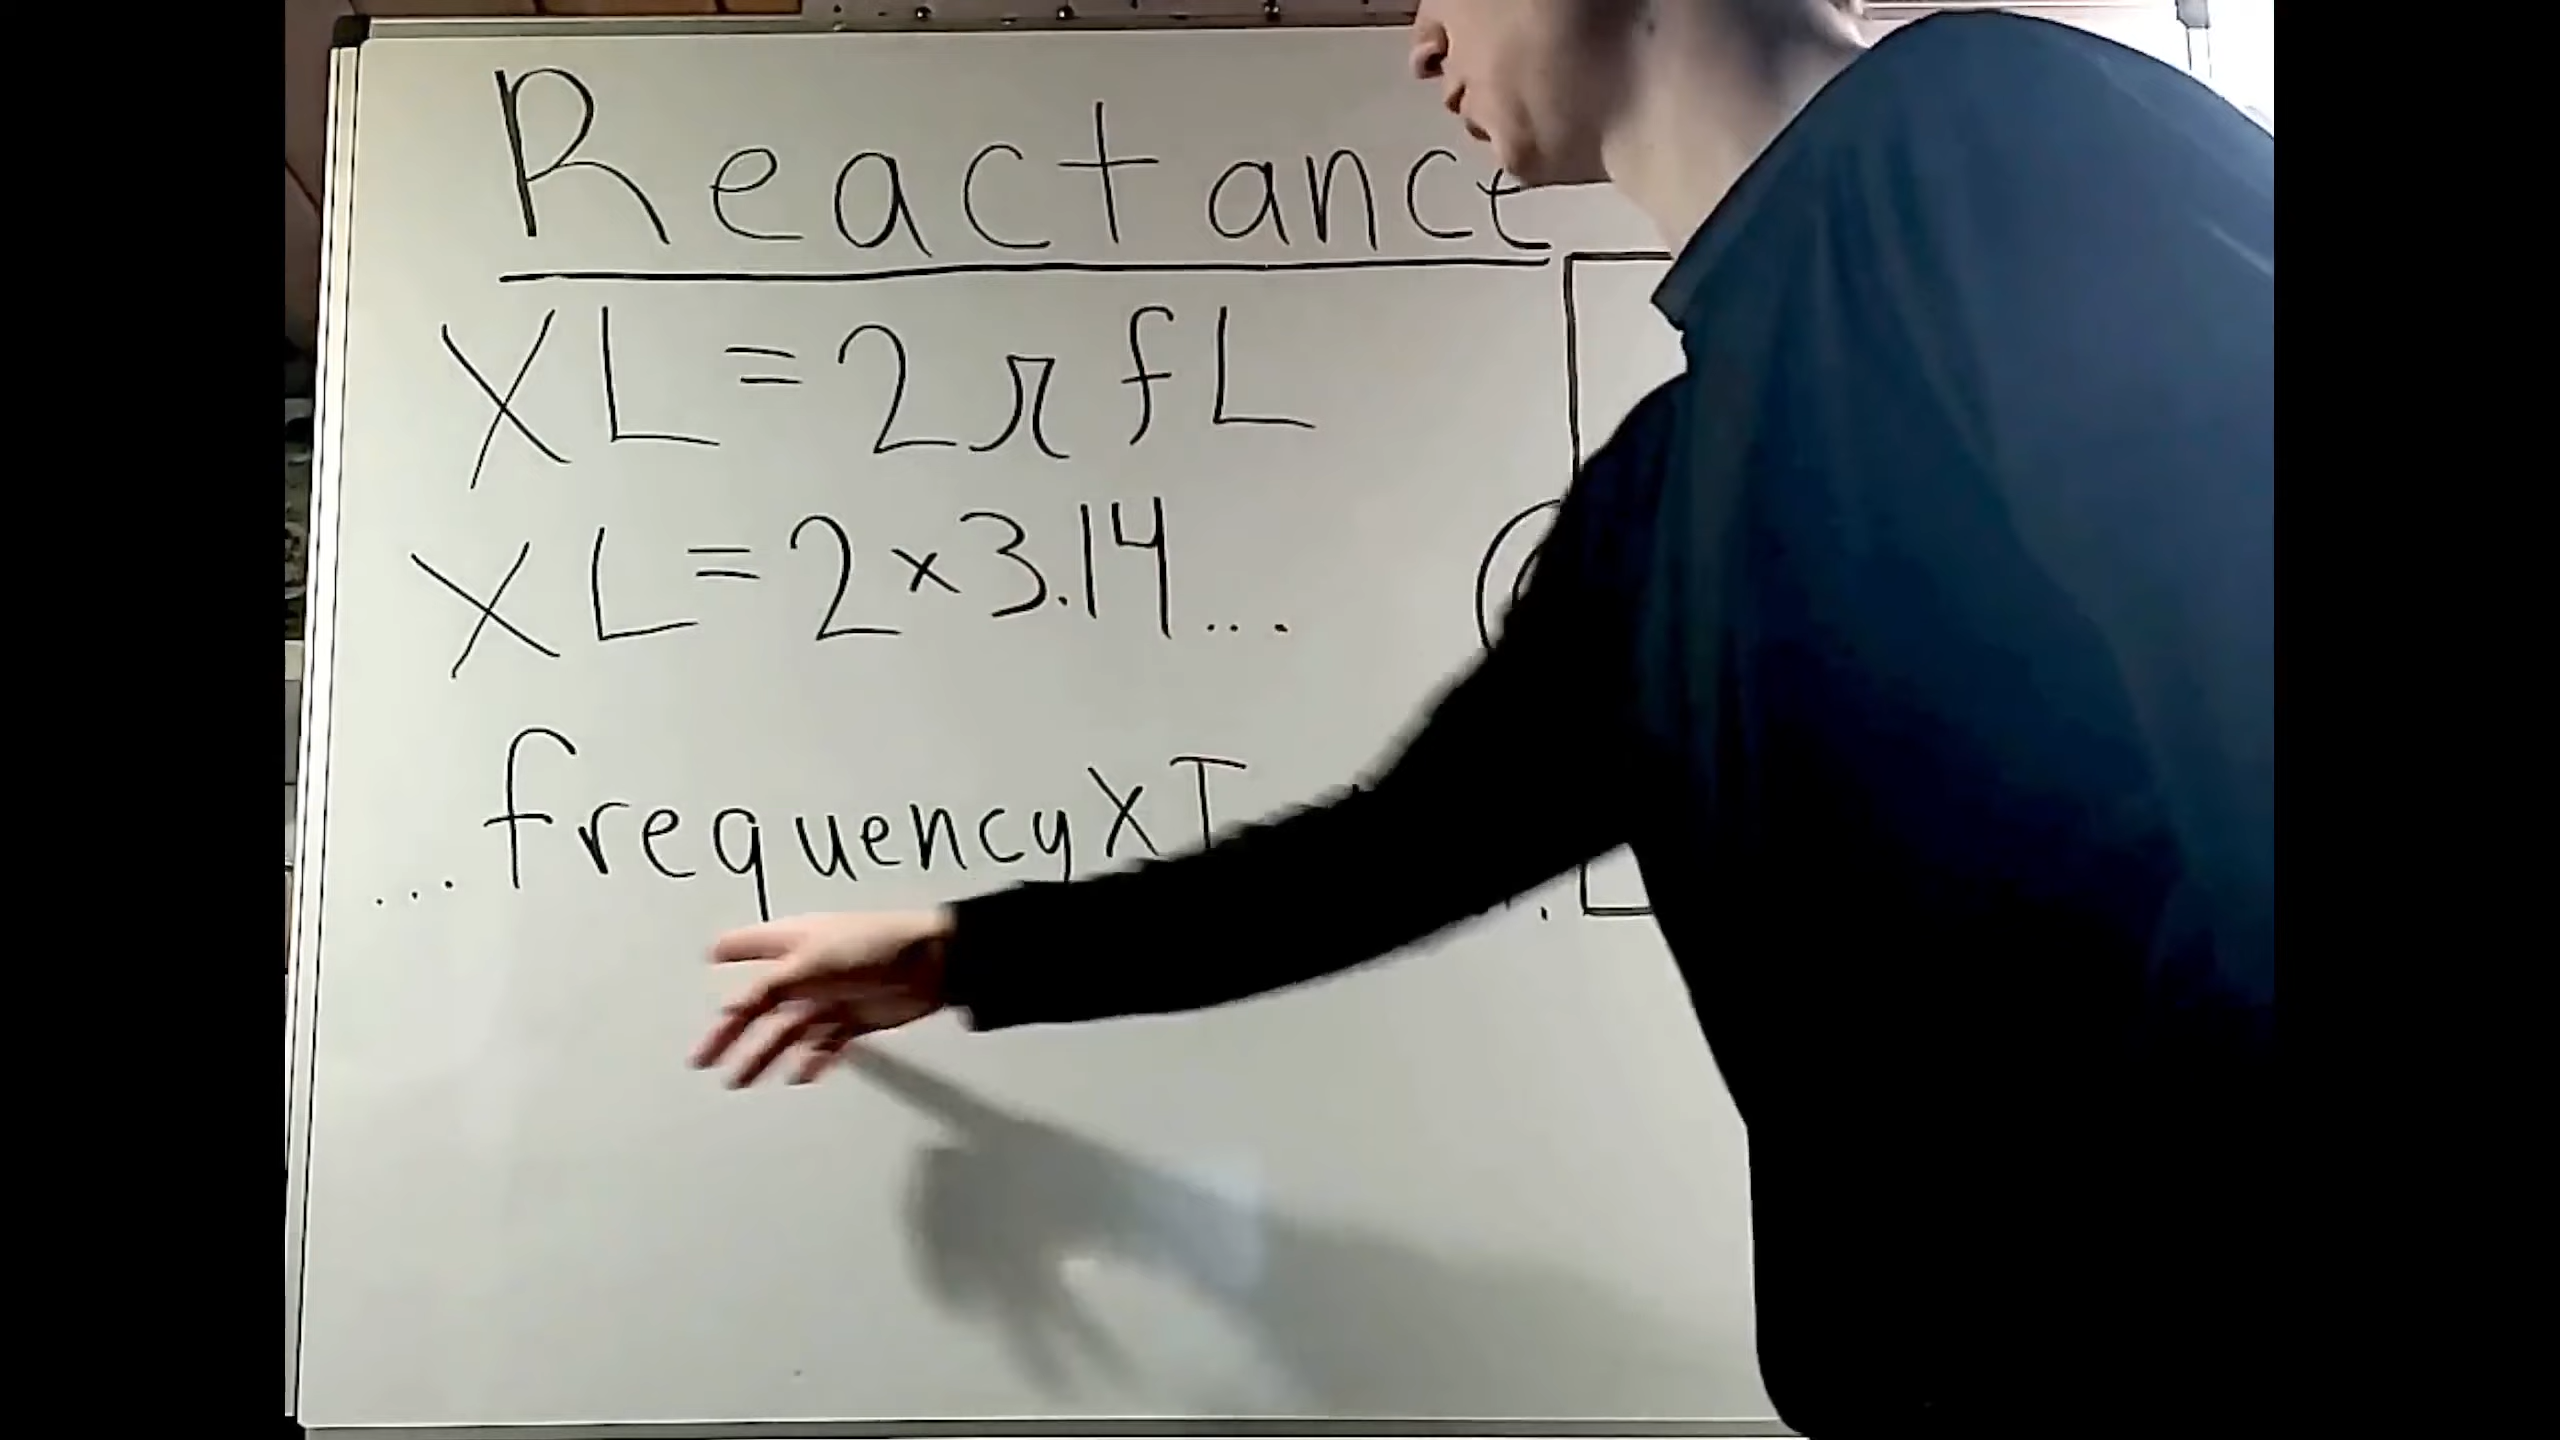 Reactance
XL=2πfL
XL=2×3.14...
...frequency X